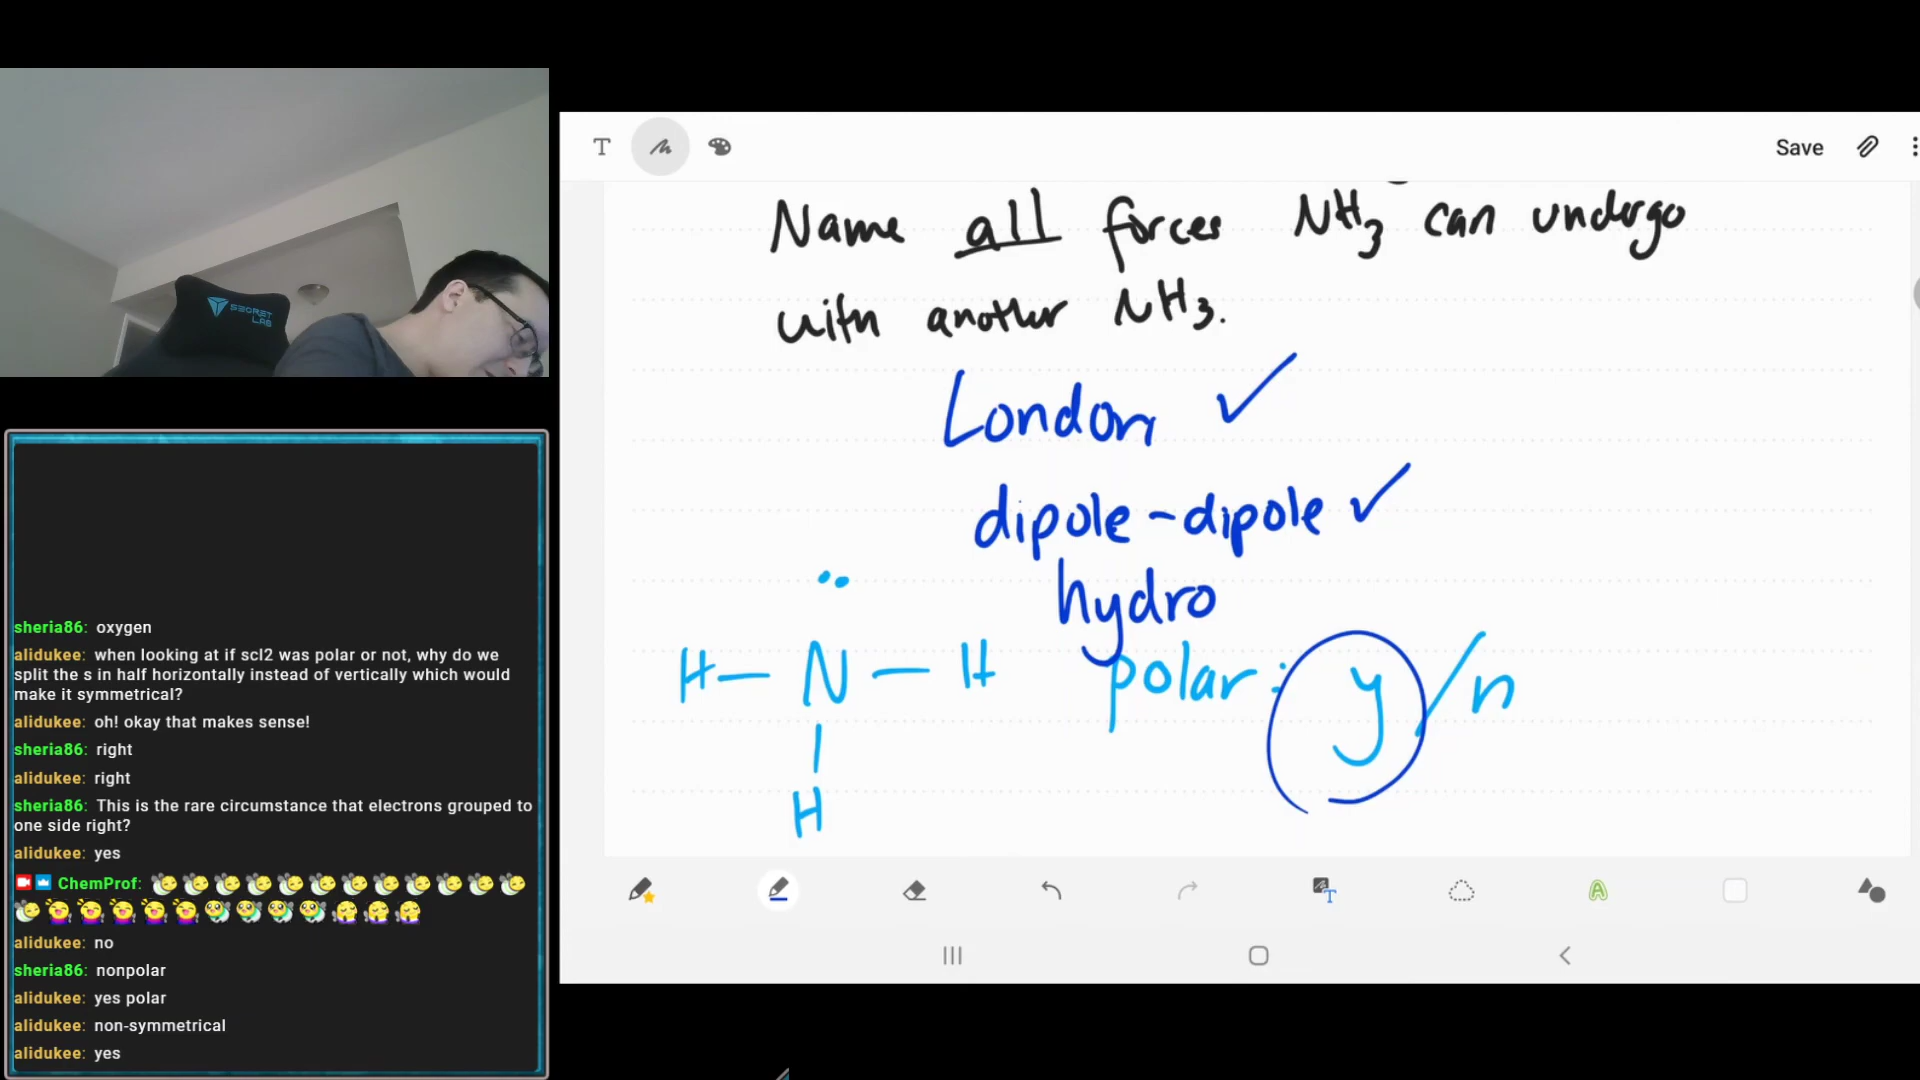 SECRET
LAB
sheria86: oxygen
alidukee: when looking at if scl2 was polar or not, why do we
split the s in half horizontally instead of vertically which would
make it symmetrical?
alidukee: oh! okay that makes sense!
sheria86: right
alidukee: right
sheria86: This is the rare circumstance that electrons grouped to
one side right?
alidukee: yes
ChemProf:
alidukee: no
sheria86: nonpolar
alidukee: yes polar
alidukee: non-symmetrical
alidukee: yes
T
Save
Name all forces NH3 can undergo
with another NH3.
London ✓
dipole-dipole ✓
hydro
H-N-H polar: y/n
H
T
A